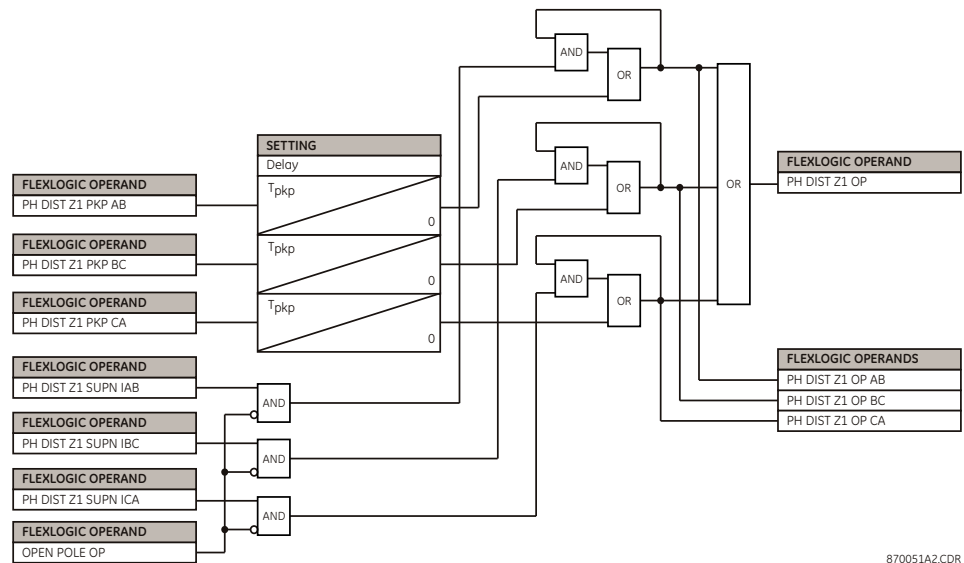 AND
OR
SETTING
Delay
Tpkp
0
Tpkp
0
Tpkp
0
FLEXLOGIC OPERAND
PH DIST Z1 PKP AB
FLEXLOGIC OPERAND
PH DIST Z1 PKP BC
FLEXLOGIC OPERAND
PH DIST Z1 PKP CA
FLEXLOGIC OPERAND
PH DIST Z1 SUPN IAB
FLEXLOGIC OPERAND
PH DIST Z1 SUPN IBC
FLEXLOGIC OPERAND
PH DIST Z1 SUPN ICA
FLEXLOGIC OPERAND
OPEN POLE OP
AND
AND
AND
AND
OR
AND
OR
OR
FLEXLOGIC OPERAND
PH DIST Z1 OP
FLEXLOGIC OPERANDS
PH DIST Z1 OP AB
PH DIST Z1 OP BC
PH DIST Z1 OP CA
870051A2.CDR